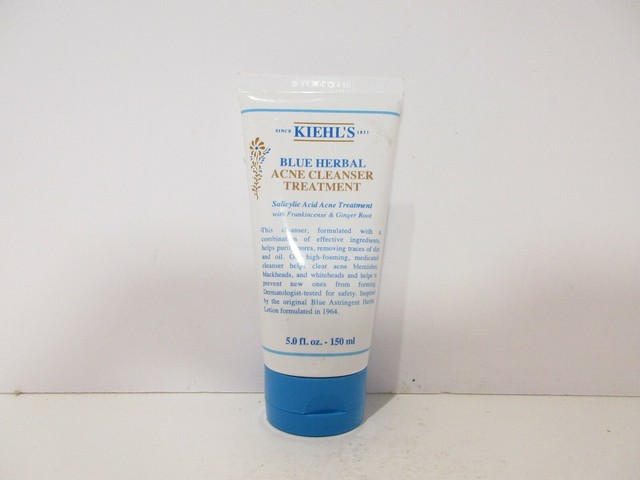 SINCE KIEHL'S 1851
BLUE HERBAL
ACNE CLEANSER
TREATMENT
Salicylic Acid Acne Treatment
with Frankincense & Ginger Root
This cleanser, formulated with a
combination of effective ingredients,
helps purify pores, removing traces of dirt
and oil. Our high-foaming, medicated
cleanser helps clear acne blemishes,
blackheads, and whiteheads and helps to
prevent new ones from forming.
Dermatologist-tested for safety. Inspired
by the original Blue Astringent Herbal
Lotion formulated in 1964.
5.0 fl. oz. - 150 ml